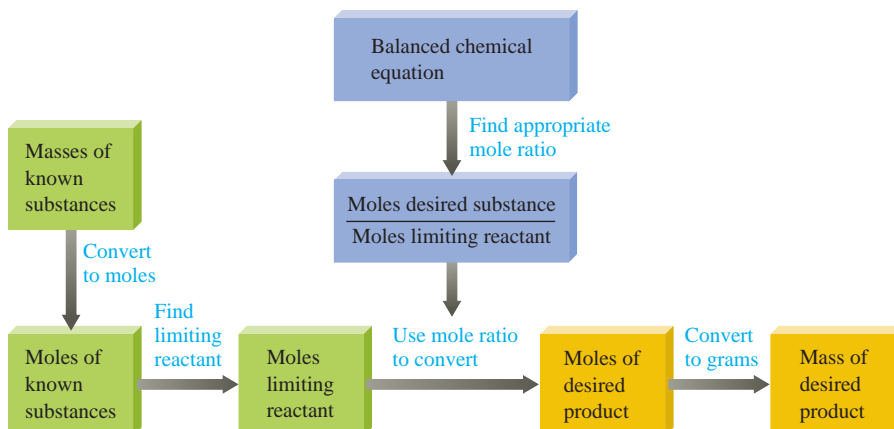 Balanced chemical
equation
Find appropriate
mole ratio
Masses of
known
substances
Moles desired substance
Moles limiting reactant
Convert
to moles
Find
limiting
reactant
Use mole ratio
to convert
Convert
to grams
Moles of
known
substances
Moles
limiting
reactant
Moles of
desired
product
Mass of
desired
product